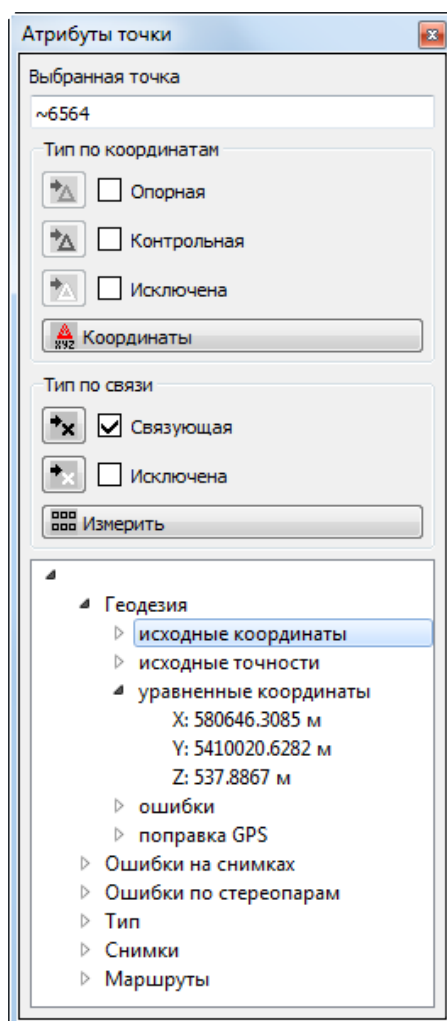 Атрибуты точки
Выбранная точка
~6564
Тип по координатам
Опорная
Контрольная
Исключена
XYZ Координаты
Тип по связи
Связующая
Исключена
Измерить
Геодезия
исходные координаты
исходные точности
уравненные координаты
X: 580646.3085 м
Y: 5410020.6282 м
Z: 537.8867 м
ошибки
поправка GPS
Ошибки на снимках
Ошибки по стереопарам
Тип
Снимки
Маршруты